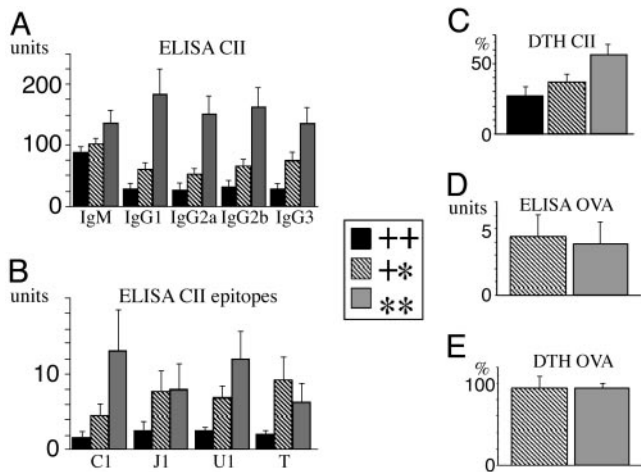 A
ELISA CII
units
200
100
0
IgM IgG1 IgG2a IgG2b IgG3
B
ELISA CII epitopes
units
10
0
C1 J1 U1 T
++
+*
**
C
DTH CII
%
50
0
D
ELISA OVA
units
5
0
E
DTH OVA
%
100
0